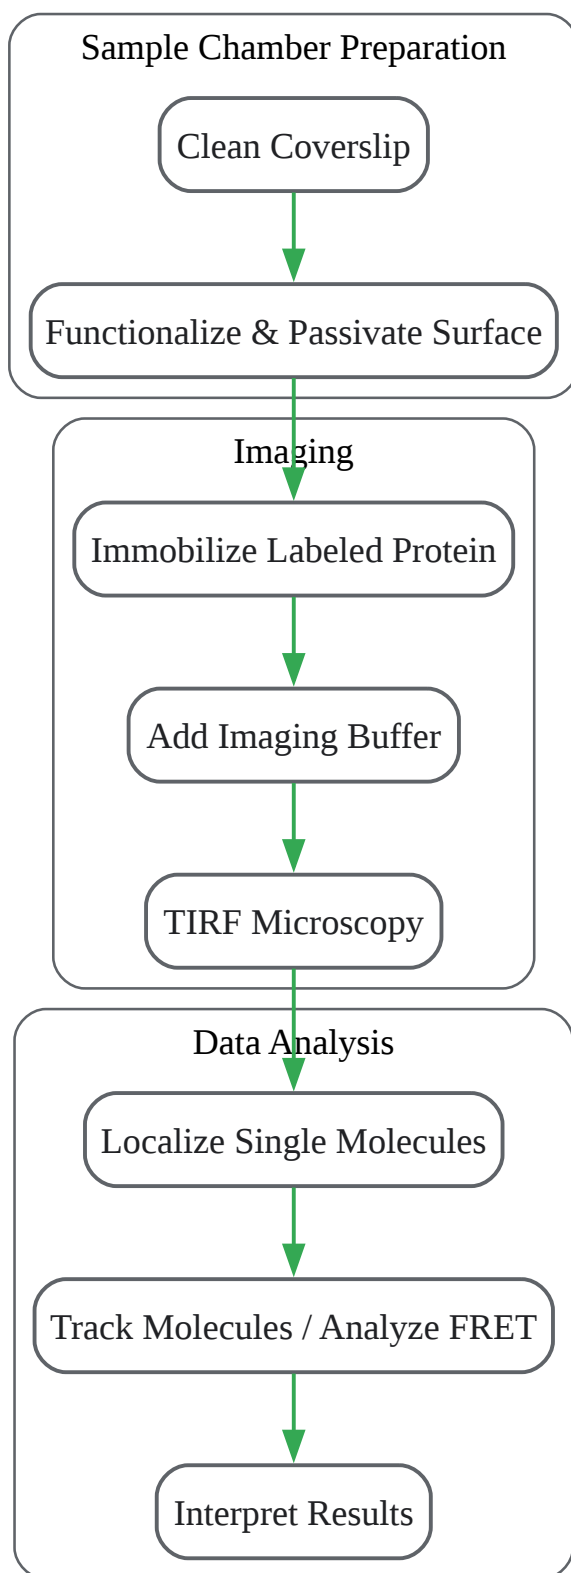 Sample Chamber Preparation
Clean Coverslip
Functionalize & Passivate Surface
Imaging
Immobilize Labeled Protein
Add Imaging Buffer
TIRF Microscopy
Data Analysis
Localize Single Molecules
Track Molecules / Analyze FRET
Interpret Results